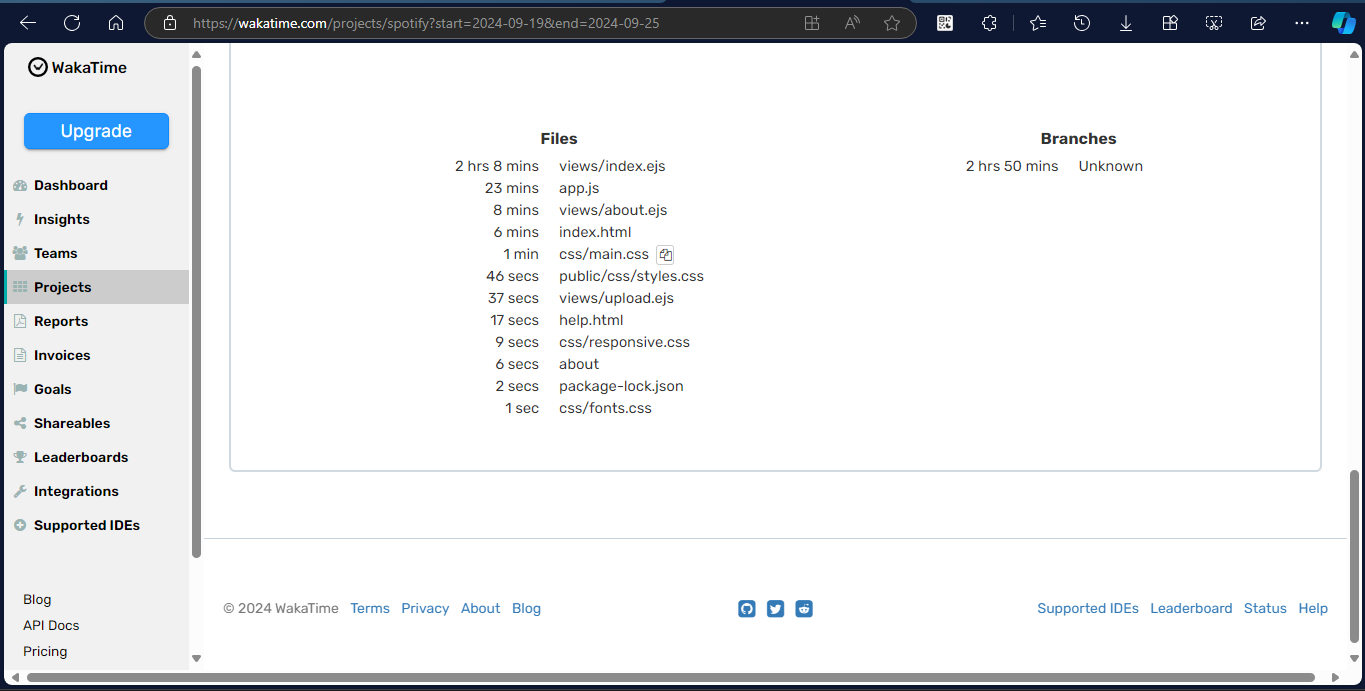 https://wakatime.com/projects/spotify?start=2024-09-19&end=2024-09-25
WakaTime
Upgrade
Dashboard
Insights
Teams
Projects
Reports
Invoices
Goals
Shareables
Leaderboards
Integrations
Supported IDEs
Blog
API Docs
Pricing
Files
2 hrs 8 mins views/index.ejs
23 mins app.js
8 mins views/about.ejs
6 mins index.html
1 min css/main.css
46 secs public/css/styles.css
37 secs views/upload.ejs
17 secs help.html
9 secs css/responsive.css
6 secs about
2 secs package-lock.json
1 sec css/fonts.css
Branches
2 hrs 50 mins Unknown
© 2024 WakaTime Terms Privacy About Blog
Supported IDEs Leaderboard Status Help